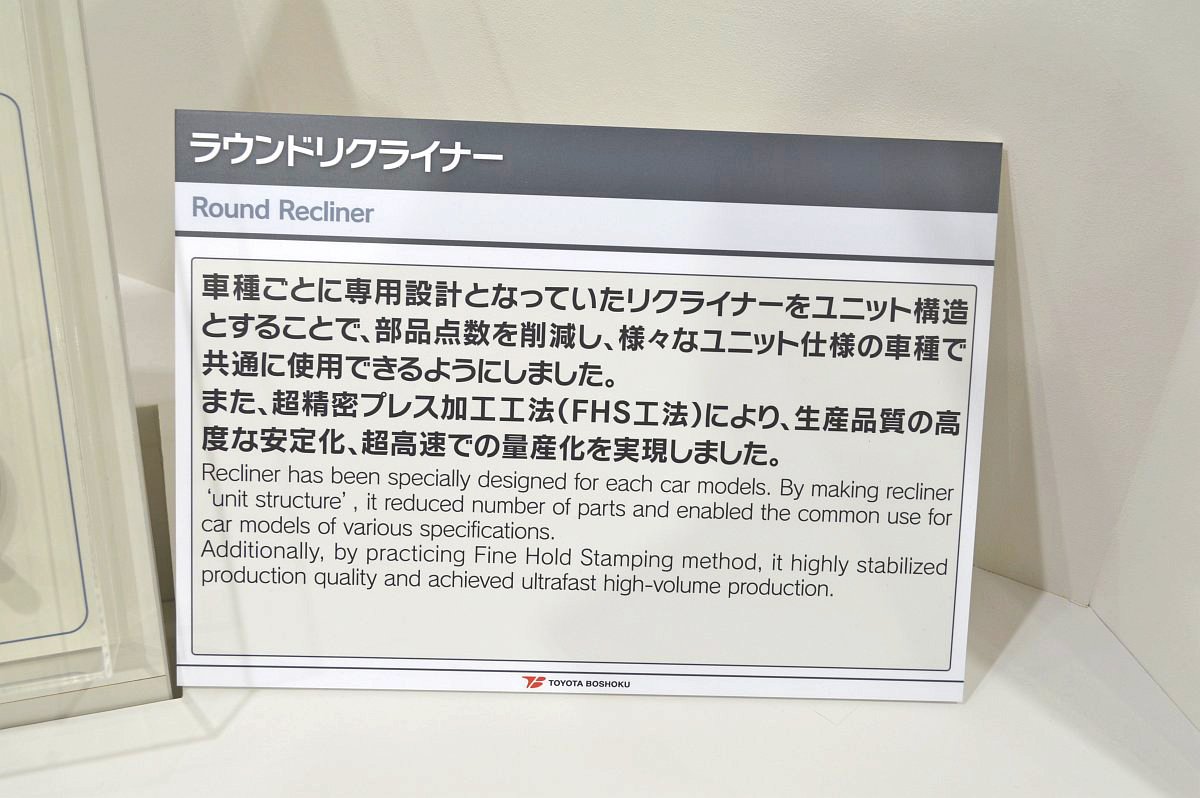 ラウンドリクライナー
Round Recliner
車種ごとに専用設計となっていたリクライナーをユニット構造
とすることで、部品点数を削減し、様々なユニット仕様の車種で
共通に使用できるようにしました。
また、超精密プレス加工工法(FHS工法)により、生産品質の高
度な安定化、超高速での量産化を実現しました。
Recliner has been specially designed for each car models. By making recliner
‘unit structure’, it reduced number of parts and enabled the common use for
car models of various specifications.
Additionally, by practicing Fine Hold Stamping method, it highly stabilized
production quality and achieved ultrafast high-volume production.
TOYOTA BOSHOKU